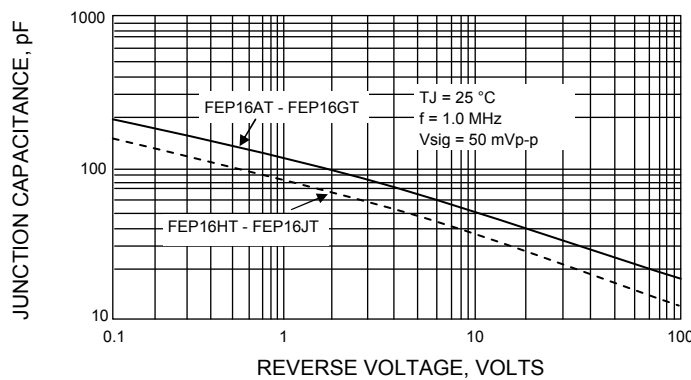 JUNCTION CAPACITANCE, pF
1000
100
10
FEP16AT - FEP16GT
TJ = 25 °C
f = 1.0 MHz
Vsig = 50 mVp-p
FEP16HT - FEP16JT
0.1
1
10
100
REVERSE VOLTAGE, VOLTS